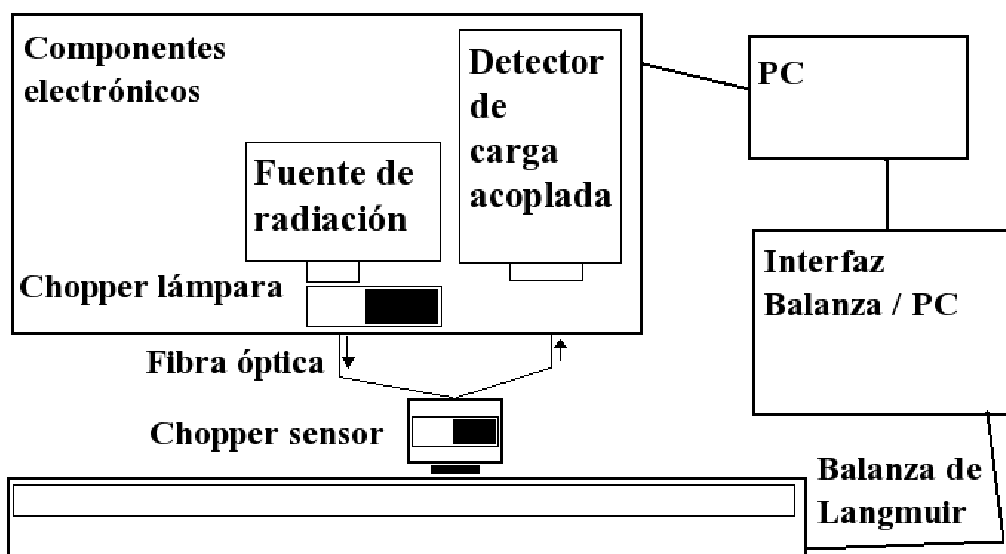 Componentes
electrónicos
Detector
de
carga
acoplada
PC
Fuente de
radiación
Chopper lámpara
Interfaz
Balanza / PC
Fibra óptica
Chopper sensor
Balanza de
Langmuir